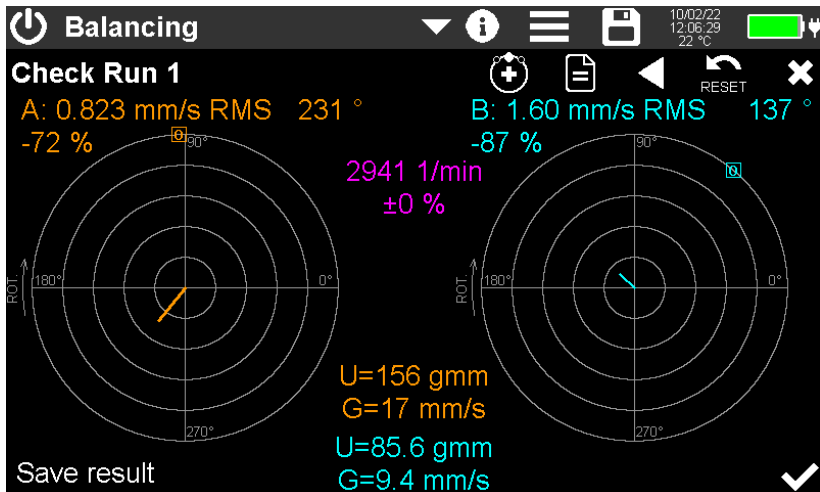 Balancing
10/02/22
12:06:29
22 °C
Check Run 1
RESET
A: 0.823 mm/s RMS 231 °
-72 %
B: 1.60 mm/s RMS 137 °
-87 %
0
90°
0
90°
2941 1/min
±0 %
ROT.
180°
0°
ROT.
180°
0°
270°
270°
U=156 gmm
G=17 mm/s
U=85.6 gmm
G=9.4 mm/s
Save result